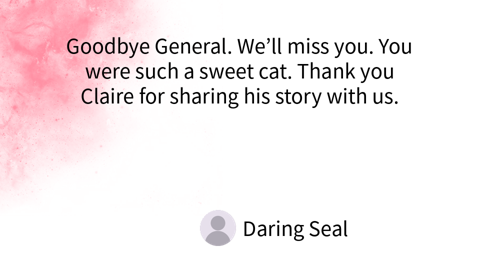 Goodbye General. We’ll miss you. You
were such a sweet cat. Thank you
Claire for sharing his story with us.
Daring Seal